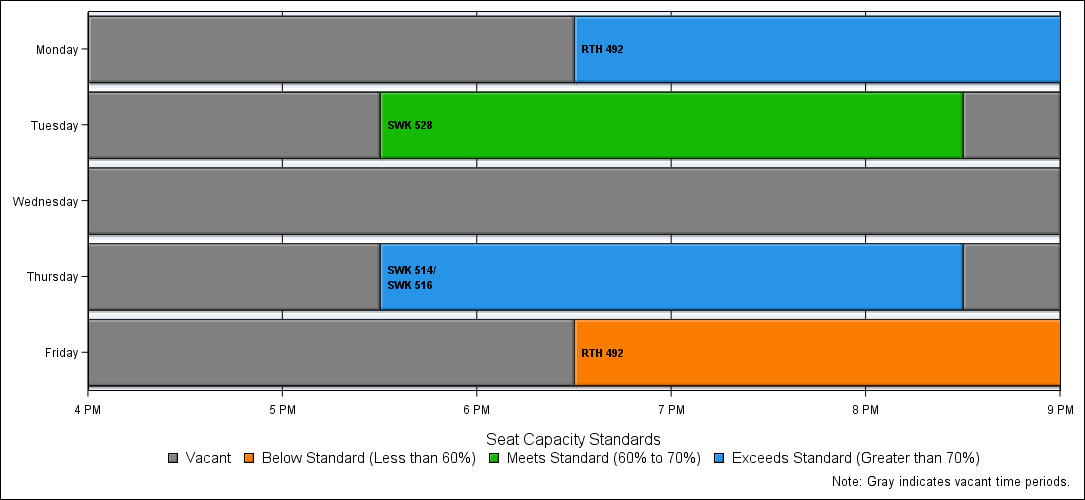 Monday
RTH 492
Tuesday
SWK 528
Wednesday
Thursday
SWK 514/
SWK 516
Friday
RTH 492
4 PM 5 PM 6 PM 7 PM 8 PM 9 PM
Seat Capacity Standards
Vacant Below Standard (Less than 60%) Meets Standard (60% to 70%) Exceeds Standard (Greater than 70%)
Note: Gray indicates vacant time periods.